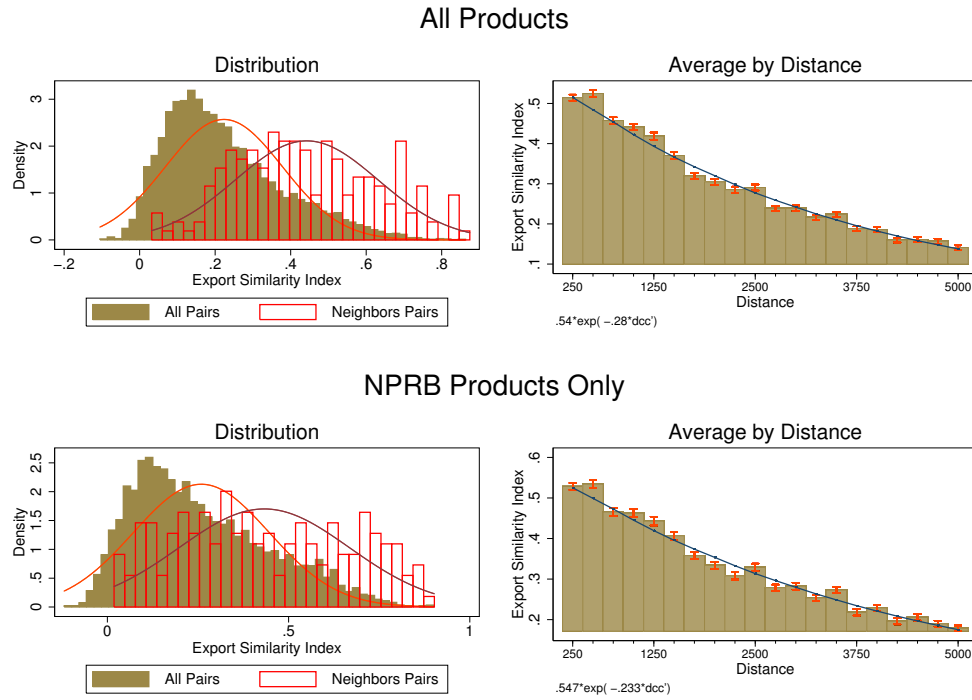 All Products
Distribution
Density
0 1 2 3
−.2 0 .2 .4 .6 .8
Export Similarity Index
All Pairs Neighbors Pairs
Average by Distance
Export Similarity Index
.1 .2 .3 .4 .5
250 1250 2500 3750 5000
Distance
.54*exp( −.28*dcc')
NPRB Products Only
Distribution
Density
0 .5 1 1.5 2 2.5
0 .5 1
Export Similarity Index
All Pairs Neighbors Pairs
Average by Distance
Export Similarity Index
.2 .3 .4 .5 .6
250 1250 2500 3750 5000
Distance
.547*exp( −.233*dcc')